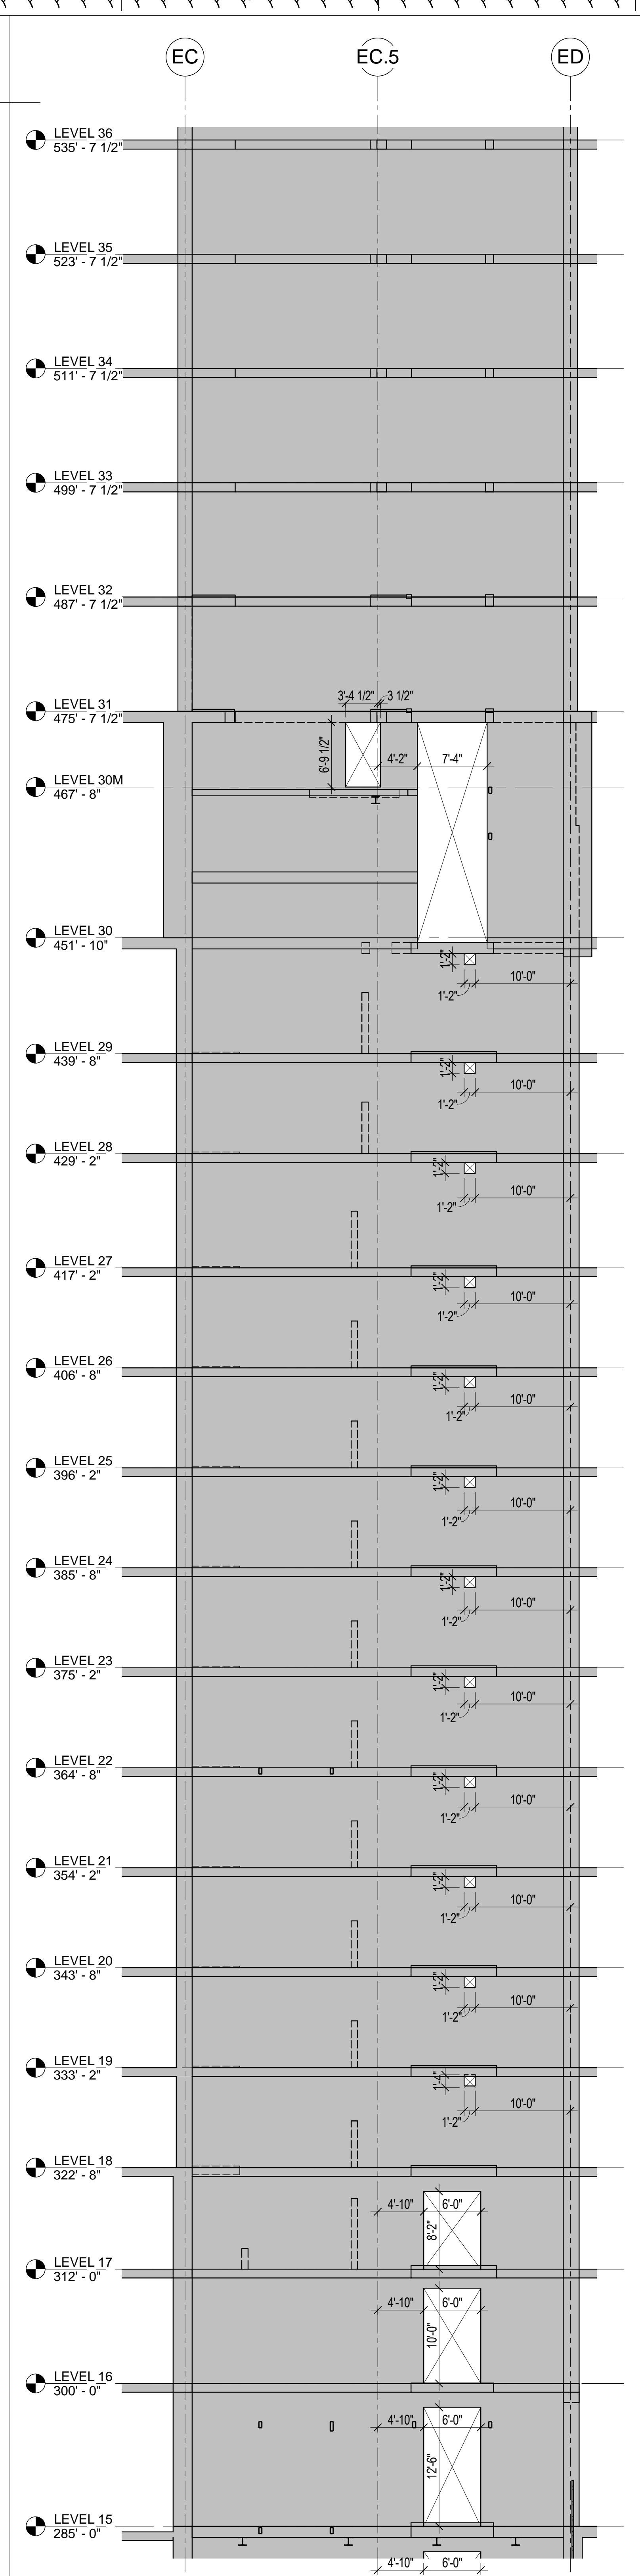 EC EC.5 ED
LEVEL 36
535' - 7 1/2"
LEVEL 35
523' - 7 1/2"
LEVEL 34
511' - 7 1/2"
LEVEL 33
499' - 7 1/2"
LEVEL 32
487' - 7 1/2"
LEVEL 31
475' - 7 1/2"
3'-4 1/2" 3 1/2"
6'-9 1/2"
4'-2" 7'-4"
LEVEL 30M
467' - 8"
LEVEL 30
451' - 10"
1'-2"
10'-0"
1'-2"
LEVEL 29
439' - 8"
1'-2"
10'-0"
1'-2"
LEVEL 28
429' - 2"
1'-2"
10'-0"
1'-2"
LEVEL 27
417' - 2"
1'-2"
10'-0"
1'-2"
LEVEL 26
406' - 8"
1'-2"
10'-0"
1'-2"
LEVEL 25
396' - 2"
1'-2"
10'-0"
1'-2"
LEVEL 24
385' - 8"
1'-2"
10'-0"
1'-2"
LEVEL 23
375' - 2"
1'-2"
10'-0"
1'-2"
LEVEL 22
364' - 8"
1'-2"
10'-0"
1'-2"
LEVEL 21
354' - 2"
1'-2"
10'-0"
1'-2"
LEVEL 20
343' - 8"
1'-2"
10'-0"
1'-2"
LEVEL 19
333' - 2"
1'-4"
10'-0"
1'-2"
LEVEL 18
322' - 8"
4'-10" 6'-0"
8'-2"
LEVEL 17
312' - 0"
4'-10" 6'-0"
10'-0"
LEVEL 16
300' - 0"
4'-10" 6'-0"
12'-6"
LEVEL 15
285' - 0"
4'-10" 6'-0"